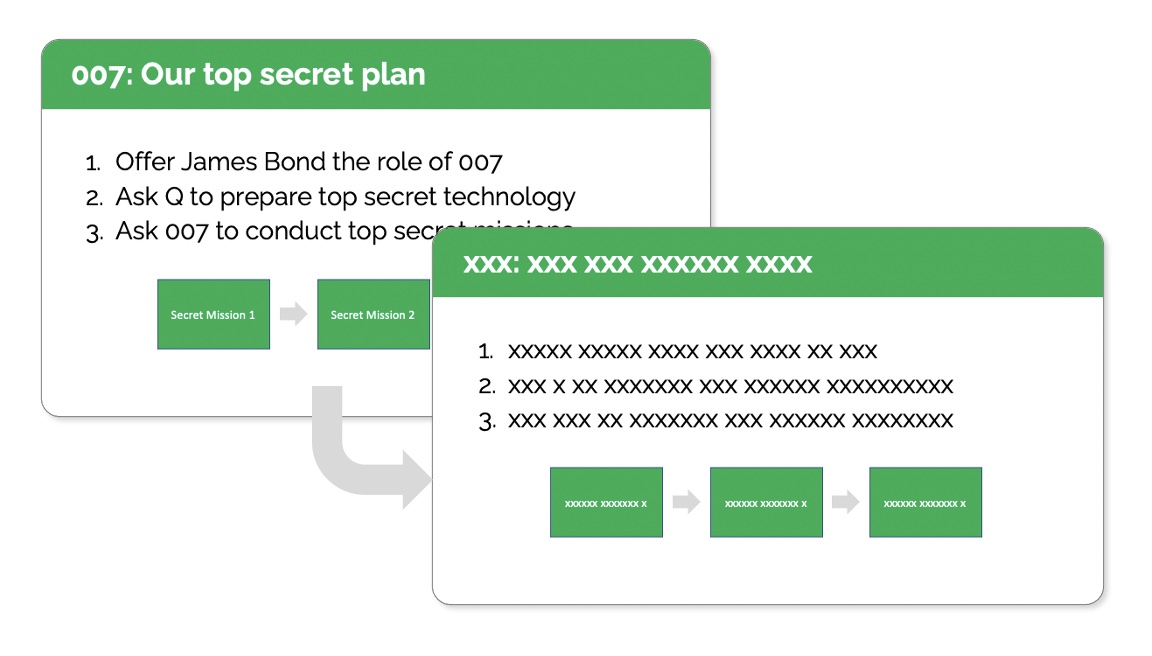 007: Our top secret plan
1. Offer James Bond the role of 007
2. Ask Q to prepare top secret technology
3. Ask 007 to conduct top secret missions
Secret Mission 1
Secret Mission 2
xxx: xxx xxx xxxxxx xxxx
1. xxxxx xxxxx xxxx xxx xxxx xx xxx
2. xxx x xx xxxxxxx xxx xxxxxx xxxxxxxxxx
3. xxx xxx xx xxxxxxx xxx xxxxxx xxxxxxxx
xxxxxx xxxxxxx x
xxxxxx xxxxxxx x
xxxxxx xxxxxxx x